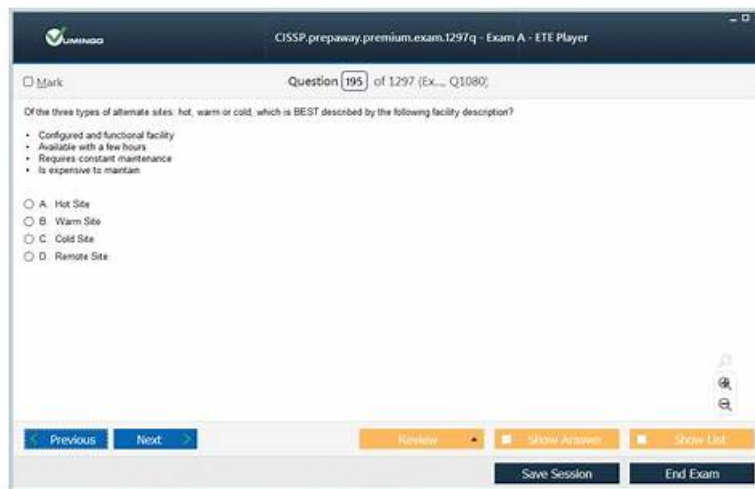 VUMINGO
CISSP.prepaway.premium.exam.1297q - Exam A - ETE Player
Mark
Question 195 of 1297 (Ex..., Q1080)
Of the three types of alternate sites: hot, warm or cold, which is BEST described by the following facility description?
• Configured and functional facility
• Available with a few hours
• Requires constant maintenance
• Is expensive to maintain
A. Hot Site
B. Warm Site
C. Cold Site
D. Remote Site
Previous
Next
Review
Show Answer
Show List
Save Session
End Exam